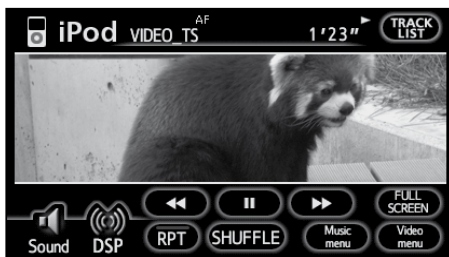 AF
iPod VIDEO_TS 1'23" TRACK LIST
FULL SCREEN
Sound DSP RPT SHUFFLE Music menu Video menu